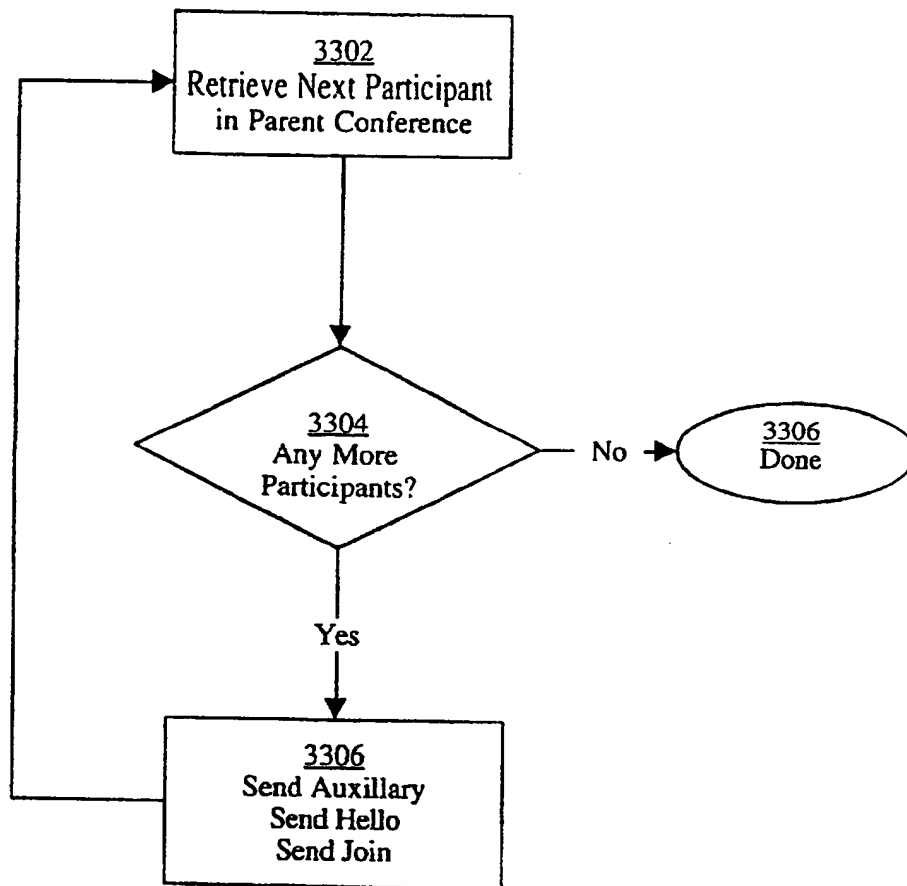 3302
Retrieve Next Participant
in Parent Conference
3304
Any More
Participants?
No
3306
Done
Yes
3306
Send Auxillary
Send Hello
Send Join